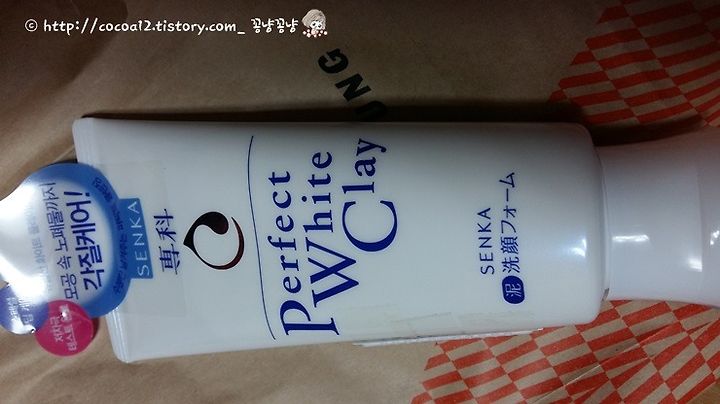 © http://cocoa12.tistory.com_ 꽁냥꽁냥
UNG
모공 속 노폐물까지
각질케어!
SENKA
専科
Perfect
White
Clay
SENKA
泥 洗顔フォーム